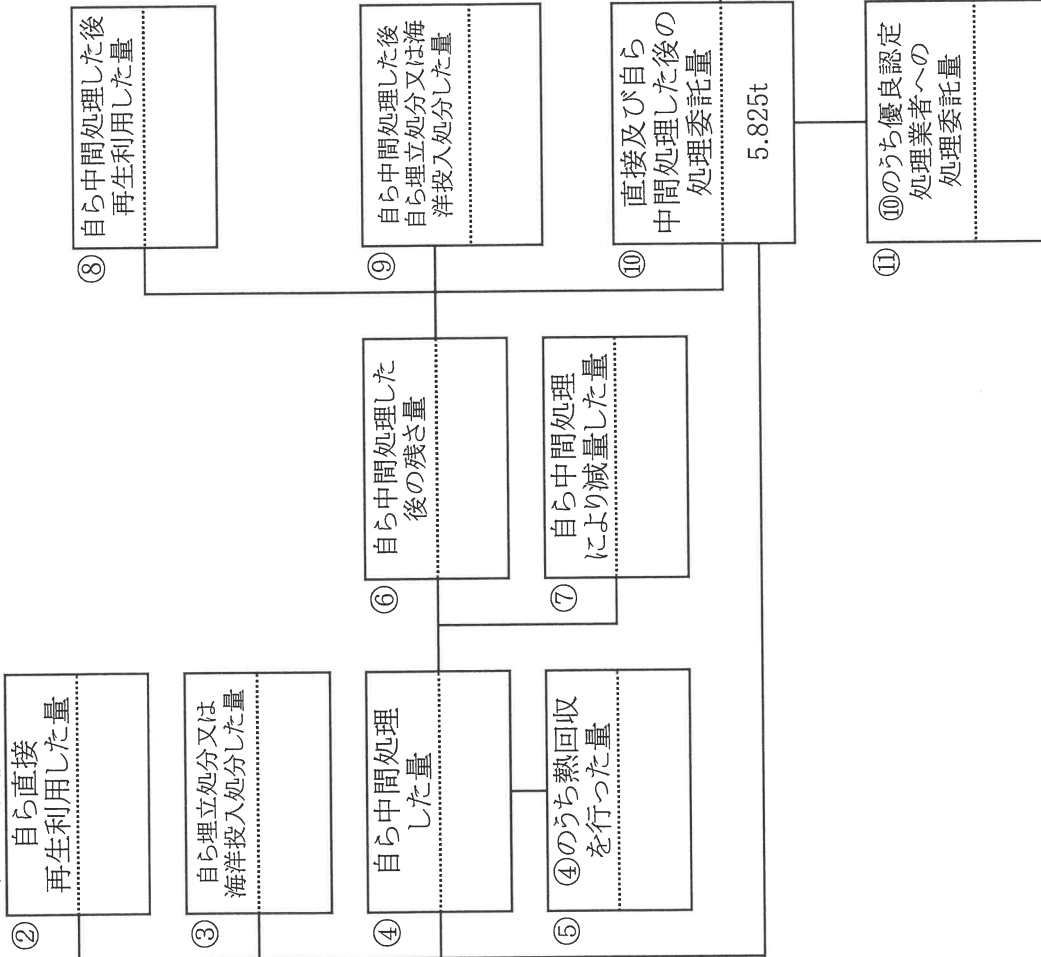 ②
自ら直接
再生利用した量
③
自ら埋立処分又は
海洋投入処分した量
④
自ら中間処理
した量
⑤
④のうち熱回収
を行った量
⑥
自ら中間処理した
後の残さ量
⑦
自ら中間処理
により減量した量
⑧
自ら中間処理した後
再生利用した量
⑨
自ら中間処理した後
自ら埋立処分又は海
洋投入処分した量
⑩
直接及び自ら
中間処理した後の
処理委託量
5.825t
⑪
⑩のうち優良認定
処理業者への
処理委託量